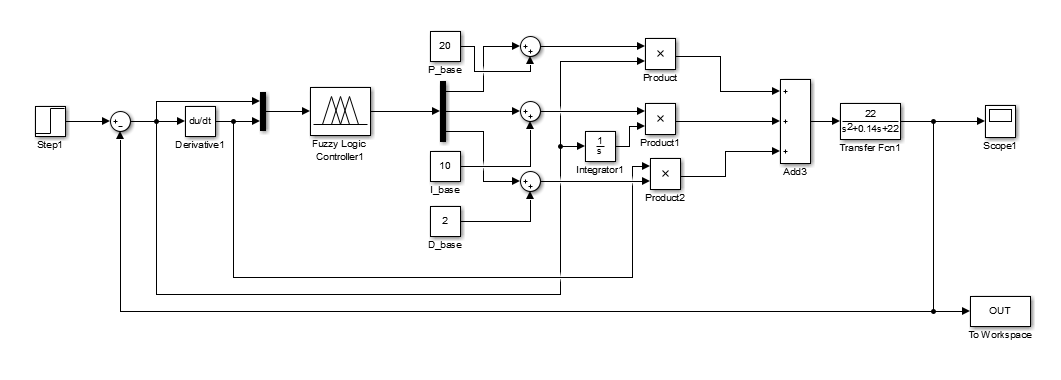 Step1
+
−
du/dt
Derivative1
Fuzzy Logic
Controller1
20
P_base
10
I_base
2
D_base
+
+
+
+
+
+
1
s
Integrator1
×
Product
×
Product1
×
Product2
+
+
+
Add3
22
s²+0.14s+22
Transfer Fcn1
Scope1
OUT
To Workspace